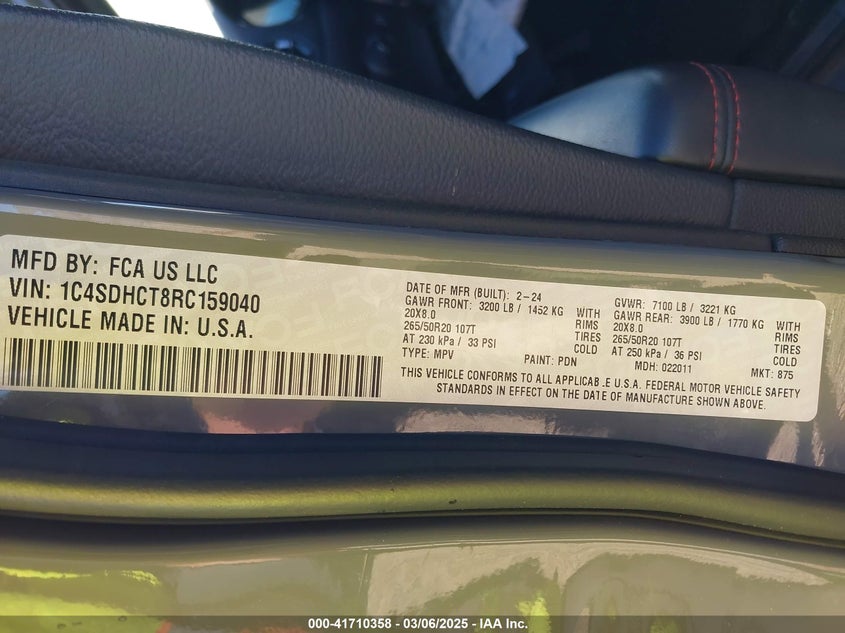 MFD BY: FCA US LLC
VIN: 1C4SDHCT8RC159040
VEHICLE MADE IN: U.S.A.
DATE OF MFR (BUILT): 2-24
GAWR FRONT: 3200 LB / 1452 KG WITH
20X8.0 RIMS
265/50R20 107T TIRES
AT 230 kPa / 33 PSI COLD
TYPE: MPV PAINT: PDN
GVWR: 7100 LB / 3221 KG
GAWR REAR: 3900 LB / 1770 KG WITH
20X8.0 RIMS
265/50R20 107T TIRES
AT 250 kPa / 36 PSI COLD
MDH: 022011 MKT: 875
THIS VEHICLE CONFORMS TO ALL APPLICAB.E U.S.A. FEDERAL MOTOR VEHICLE SAFETY
STANDARDS IN EFFECT ON THE DATE OF MANUFACTURE SHOWN ABOVE.
000-41710358 - 03/06/2025 - IAA Inc.